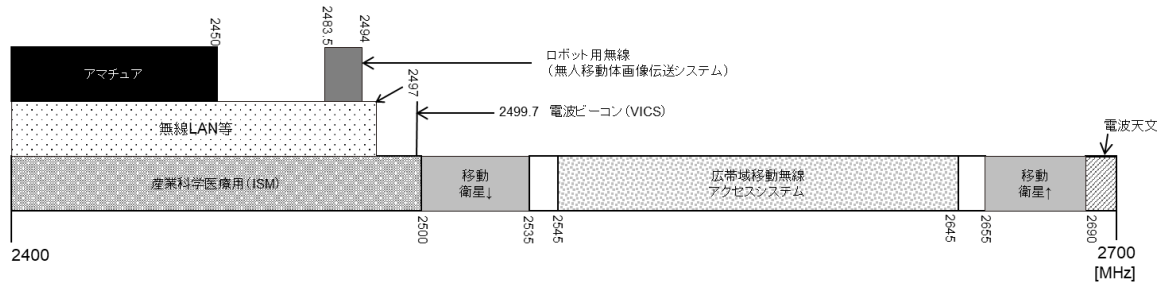 2450
2483.5
2494
アマチュア
ロボット用無線
(無人移動体画像伝送システム)
2497
2499.7 電波ビーコン(VICS)
無線LAN等
電波天文
産業科学医療用(ISM)
移動
衛星↓
広帯域移動無線
アクセスシステム
移動
衛星↑
2400
2500
2535
2545
2645
2655
2690
2700
[MHz]